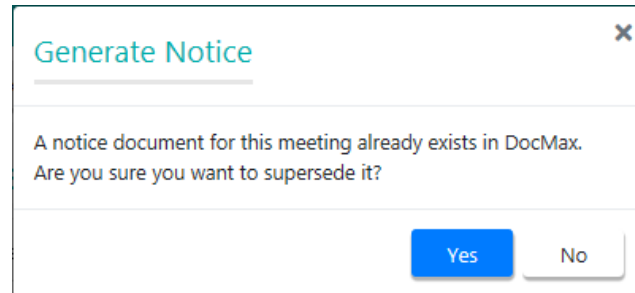 Generate Notice
A notice document for this meeting already exists in DocMax.
Are you sure you want to supersede it?
Yes No